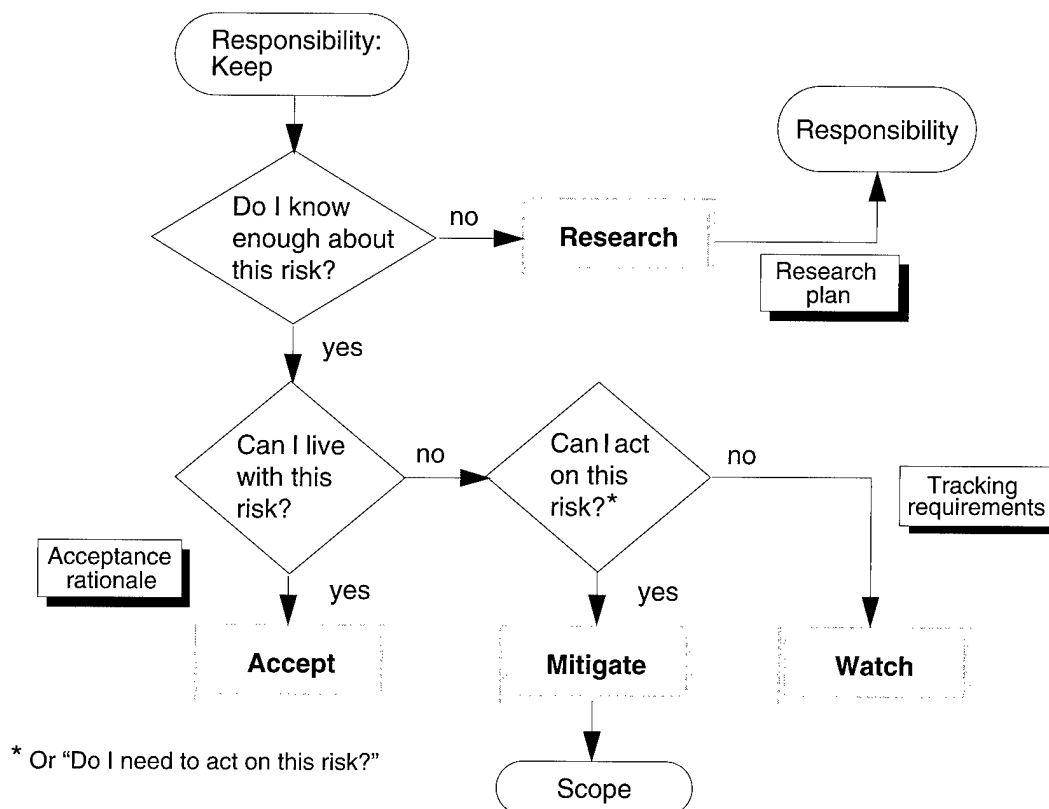 Responsibility:
Keep
Responsibility
Do I know
enough about
this risk?
no
Research
Research
plan
yes
Can I live
with this
risk?
no
Can I act
on this
risk?*
no
Tracking
requirements
Acceptance
rationale
yes
yes
Accept
Mitigate
Watch
* Or “Do I need to act on this risk?”
Scope